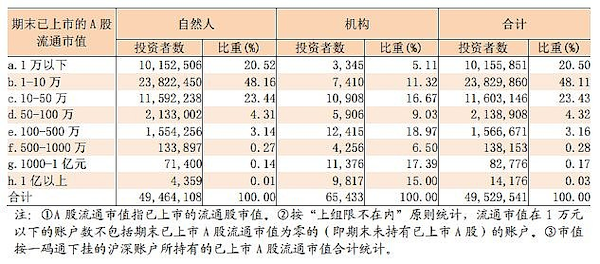 期末已上市的A股流通市值 自然人 机构 合计
投资者数 比重(%) 投资者数 比重(%) 投资者数 比重(%)
a.1万以下 10,152,506 20.52 3,345 5.11 10,155,851 20.50
b.1-10万 23,822,450 48.16 7,410 11.32 23,829,860 48.11
c.10-50万 11,592,238 23.44 10,908 16.67 11,603,146 23.43
d.50-100万 2,133,002 4.31 5,906 9.03 2,138,908 4.32
e.100-500万 1,554,256 3.14 12,415 18.97 1,566,671 3.16
f.500-1000万 133,897 0.27 4,256 6.50 138,153 0.28
g.1000-1亿元 71,400 0.14 11,376 17.39 82,776 0.17
h.1亿以上 4,359 0.01 9,817 15.00 14,176 0.03
合计 49,464,108 100.00 65,433 100.00 49,529,541 100.00
注：①A股流通市值指已上市的流通股市值。②按“上组限不在内”原则统计，流通市值在1万元
以下的账户数不包括期末已上市A股流通市值为零的（即期末未持有已上市A股）的账户。③市值
按一码通下挂的沪深账户所持有的已上市A股流通市值合计统计。